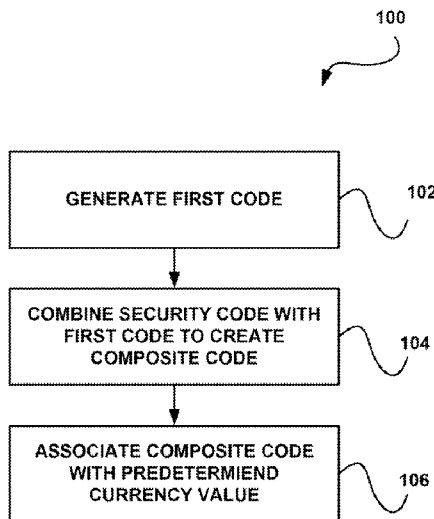 100
GENERATE FIRST CODE
102
COMBINE SECURITY CODE WITH
FIRST CODE TO CREATE
COMPOSITE CODE
104
ASSOCIATE COMPOSITE CODE
WITH PREDETERMIEND
CURRENCY VALUE
106